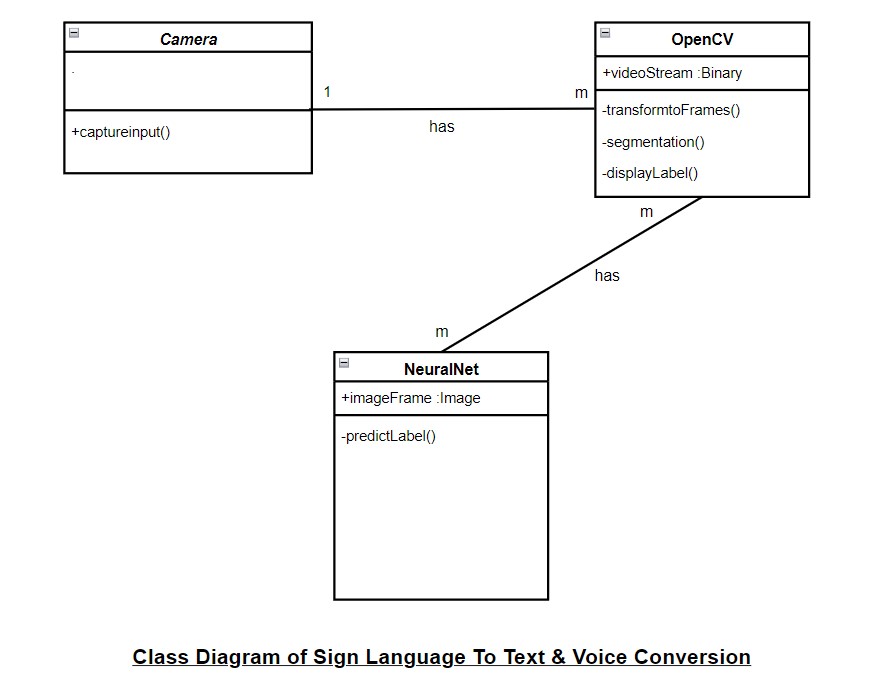 Camera
.
+captureinput()
1
m
has
OpenCV
+videoStream :Binary
-transformtoFrames()
-segmentation()
-displayLabel()
m
has
m
NeuralNet
+imageFrame :Image
-predictLabel()
Class Diagram of Sign Language To Text & Voice Conversion